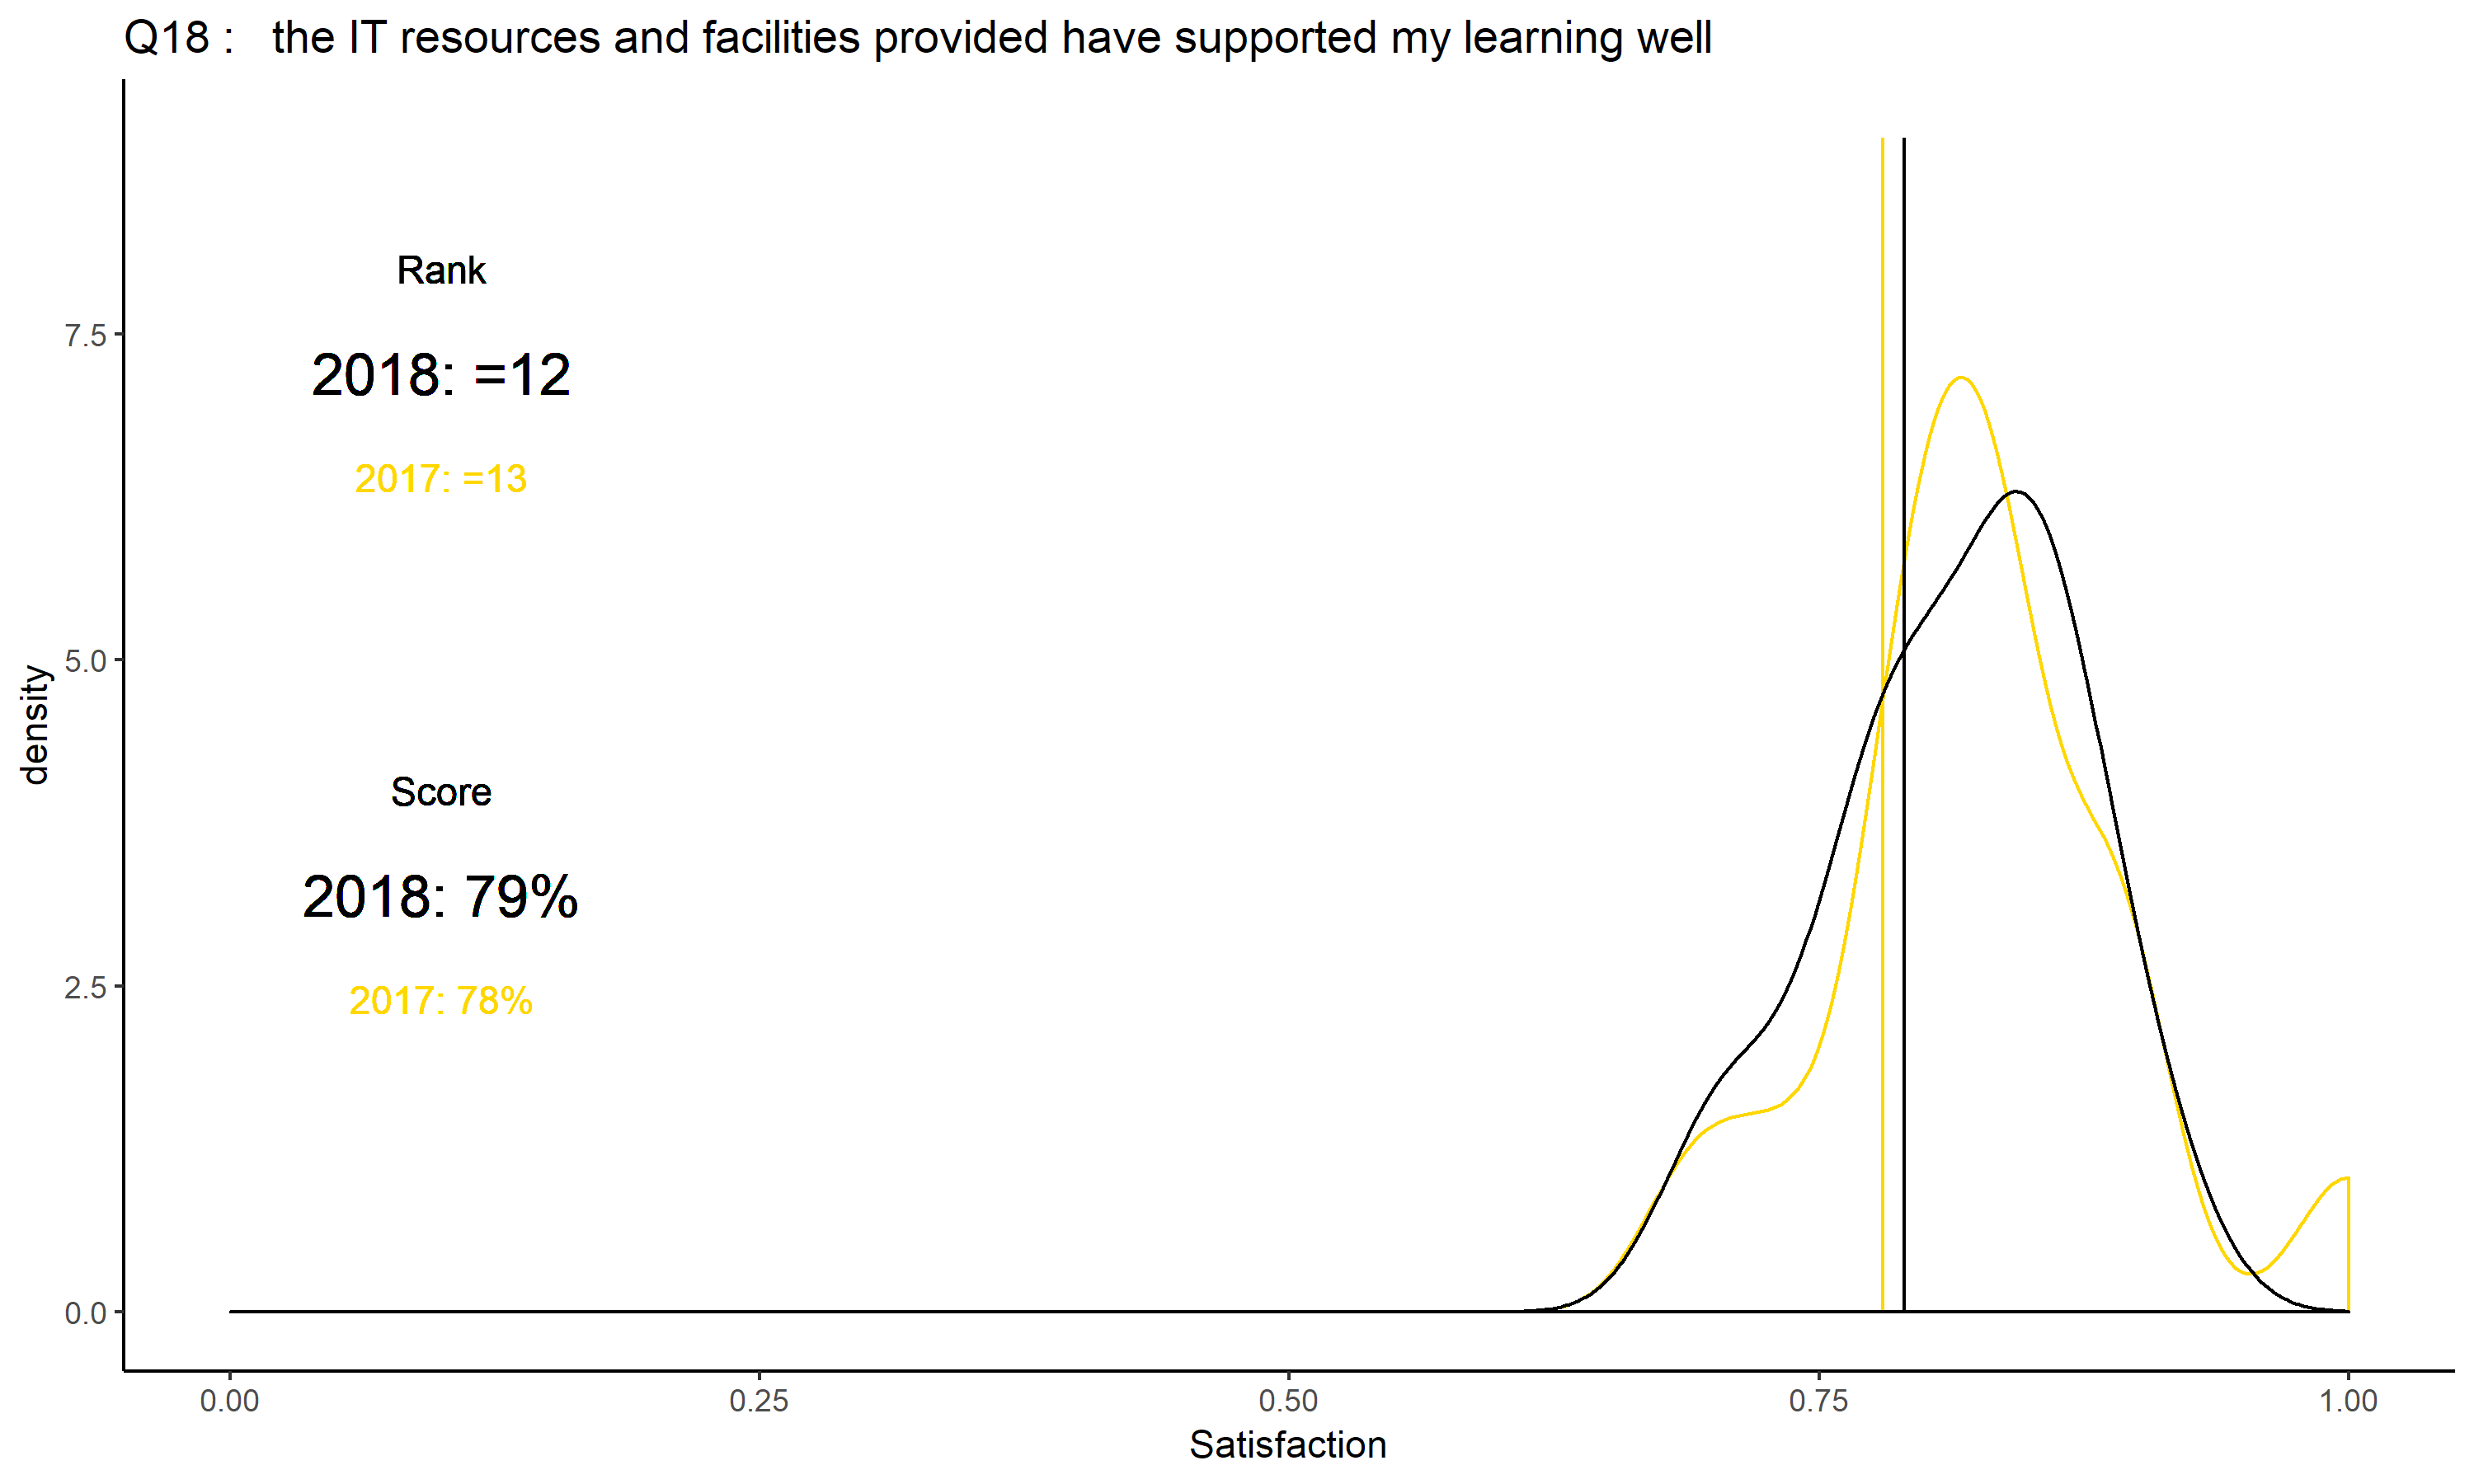 Q18 :   the IT resources and facilities provided have supported my learning well
Rank
2018: =12
2017: =13
Score
2018: 79%
2017: 78%
density
7.5
5.0
2.5
0.0
0.00
0.25
0.50
0.75
1.00
Satisfaction